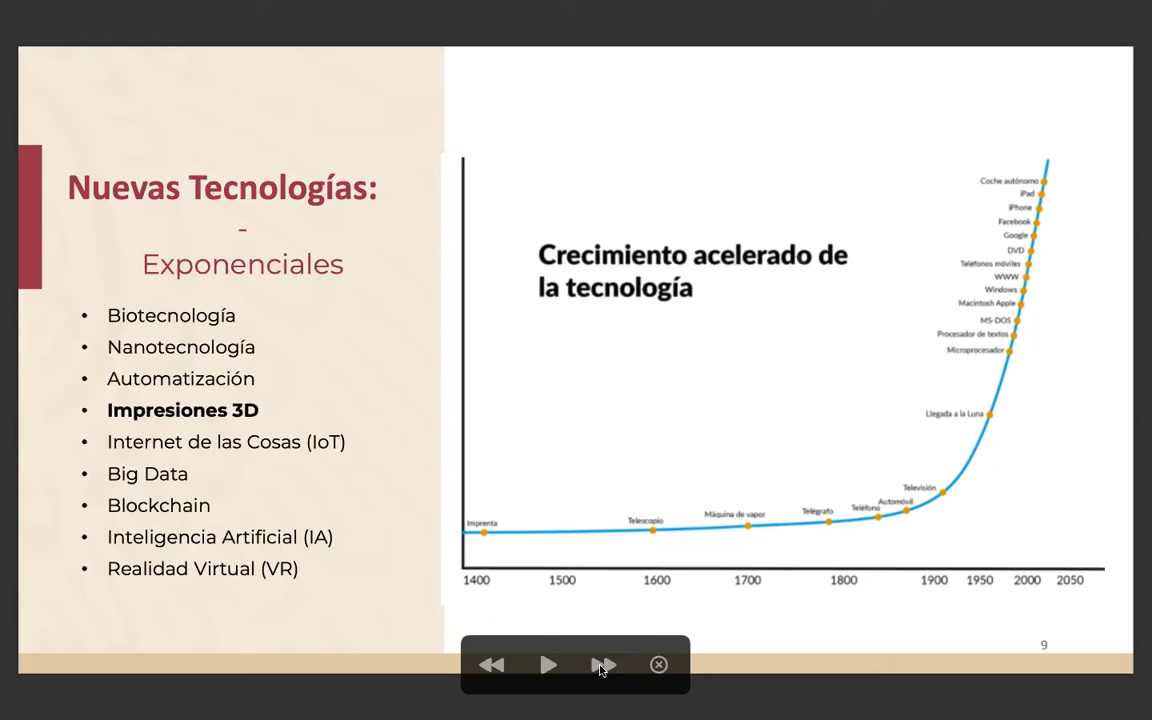 Nuevas Tecnologías:
-
Exponenciales
• Biotecnología
• Nanotecnología
• Automatización
• Impresiones 3D
• Internet de las Cosas (IoT)
• Big Data
• Blockchain
• Inteligencia Artificial (IA)
• Realidad Virtual (VR)
Crecimiento acelerado de
la tecnología
Coche autónomo
iPad
iPhone
Facebook
Google
DVD
Teléfonos móviles
WWW
Windows
Macintosh Apple
MS-DOS
Procesador de textos
Microprocesador
Llegada a la Luna
Televisión
Automóvil
Teléfono
Telégrafo
Máquina de vapor
Telescopio
Imprenta
1400 1500 1600 1700 1800 1900 1950 2000 2050
9